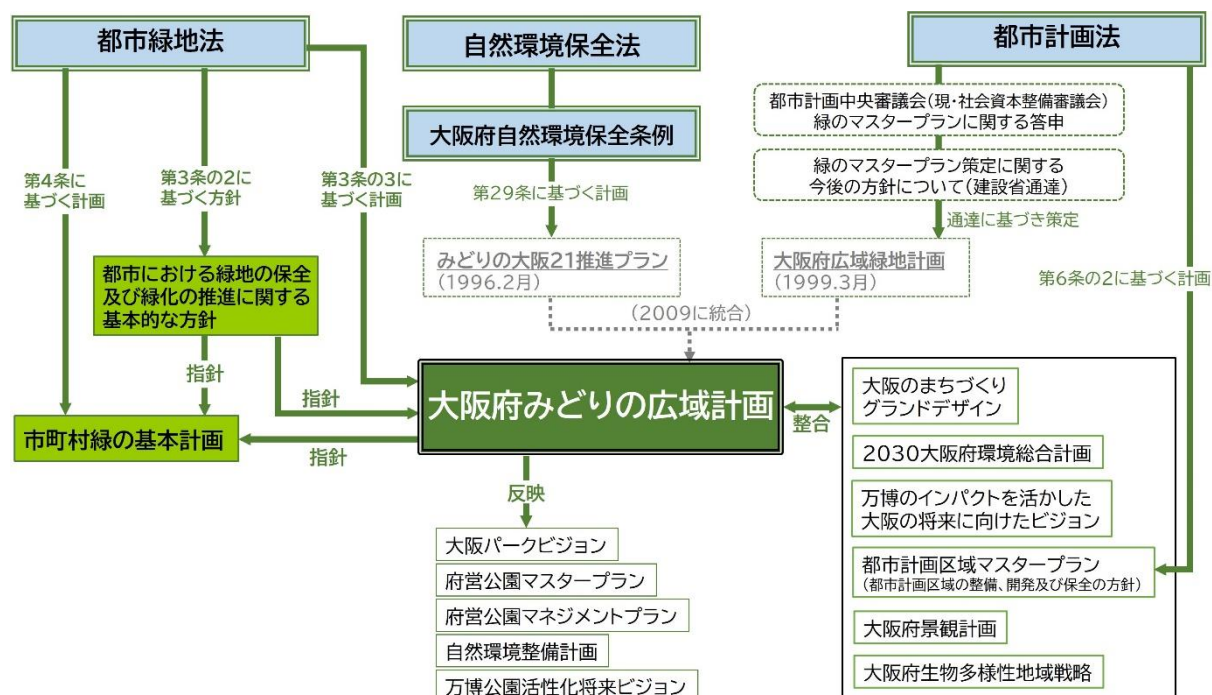 都市緑地法
自然環境保全法
都市計画法
大阪府自然環境保全条例
都市計画中央審議会(現・社会資本整備審議会)
緑のマスタープランに関する答申
緑のマスタープラン策定に関する
今後の方針について(建設省通達)
第4条に
基づく計画
第3条の2に
基づく方針
第3条の3に
基づく計画
第29条に基づく計画
通達に基づき策定
みどりの大阪21推進プラン
(1996.2月)
大阪府広域緑地計画
(1999.3月)
第6条の2に基づく計画
都市における緑地の保全
及び緑化の推進に関する
基本的な方針
(2009に統合)
指針
指針
大阪府みどりの広域計画
整合
市町村緑の基本計画
指針
反映
大阪のまちづくり
グランドデザイン
2030大阪府環境総合計画
万博のインパクトを活かした
大阪の将来に向けたビジョン
都市計画区域マスタープラン
(都市計画区域の整備、開発及び保全の方針)
大阪府景観計画
大阪府生物多様性地域戦略
大阪パークビジョン
府営公園マスタープラン
府営公園マネジメントプラン
自然環境整備計画
万博公園活性化将来ビジョン